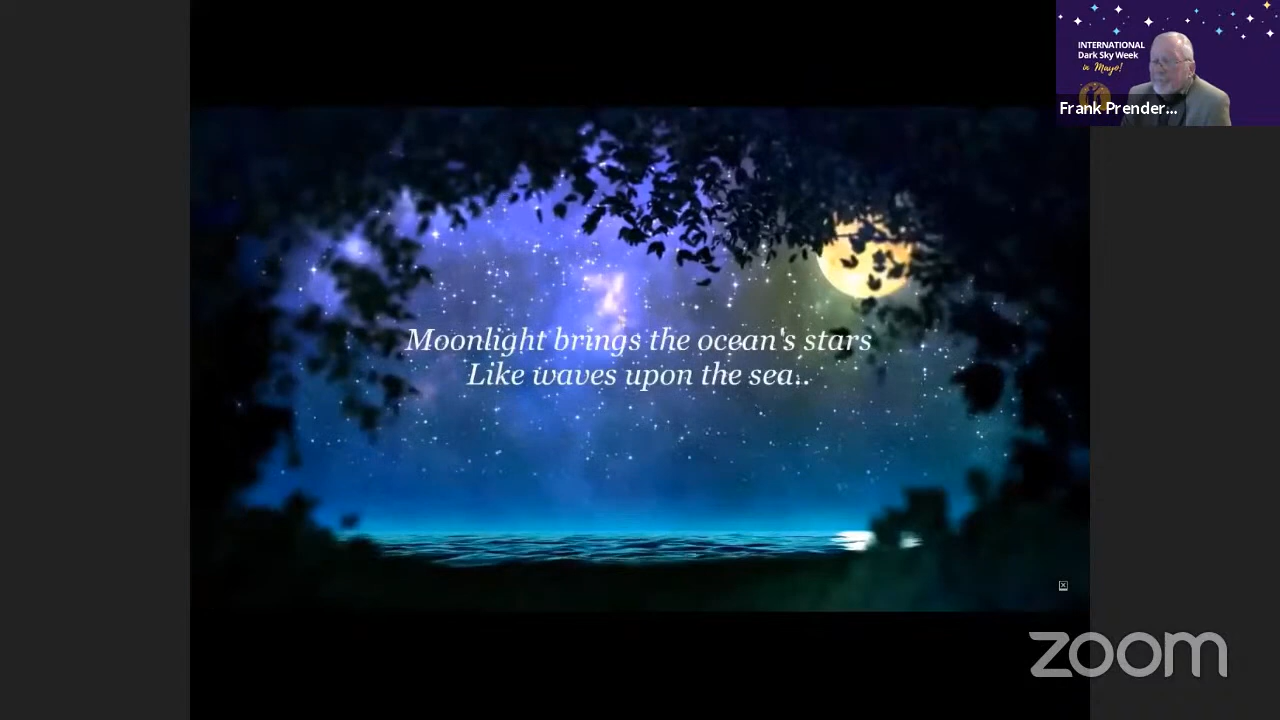 INTERNATIONAL
Dark Sky Week
in Mayo!
Frank Prender...
Moonlight brings the ocean's stars
Like waves upon the sea..
zoom